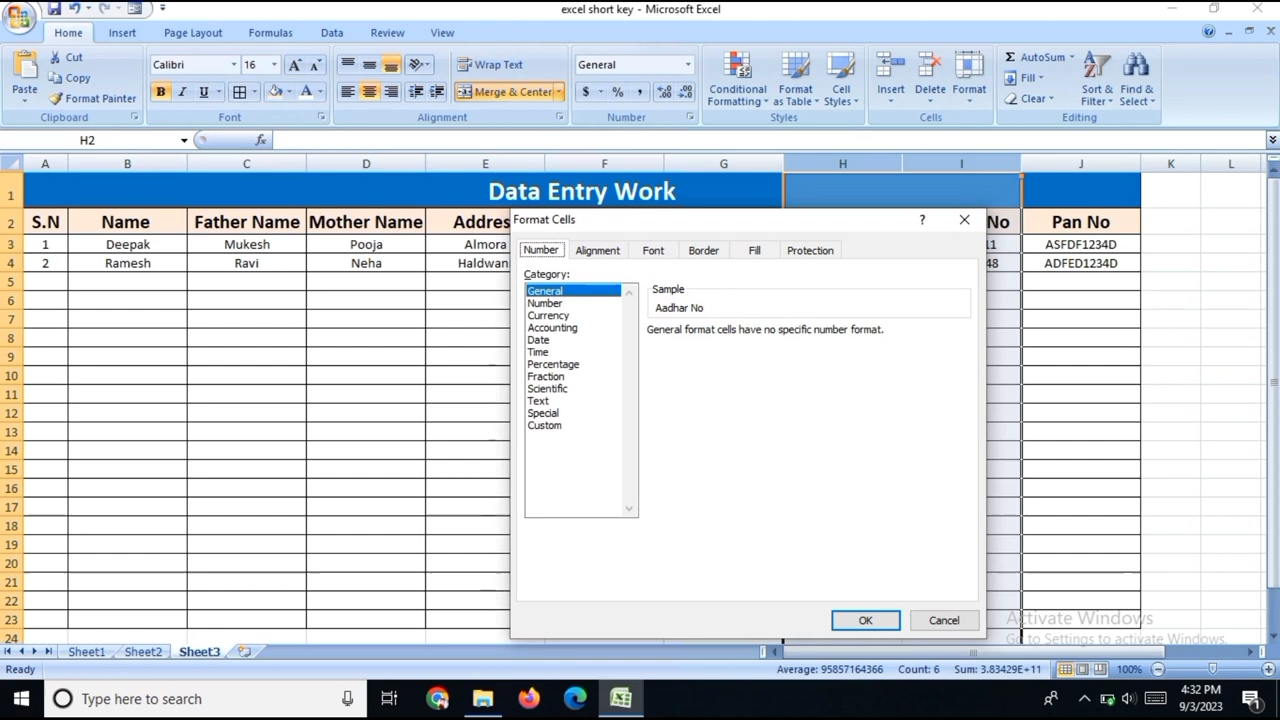 excel short key - Microsoft Excel
Home Insert Page Layout Formulas Data Review View
Cut
Copy
Format Painter
Paste
Clipboard
Calibri 16
B I U
Font
Wrap Text
Merge & Center
Alignment
General
$ % ,
Number
Conditional Formatting
Format as Table
Cell Styles
Styles
Insert Delete Format
Cells
Σ AutoSum
Fill
Clear
Sort & Filter
Find & Select
Editing
H2 fx
A B C D E F G H I J K L
1 Data Entry Work
2 S.N Name Father Name Mother Name Addres No Pan No
3 1 Deepak Mukesh Pooja Almora 11 ASFDF1234D
4 2 Ramesh Ravi Neha Haldwan 48 ADFED1234D
5
6
7
8
9
10
11
12
13
14
15
16
17
18
19
20
21
22
23
24
Format Cells ?
Number Alignment Font Border Fill Protection
Category:
General
Number
Currency
Accounting
Date
Time
Percentage
Fraction
Scientific
Text
Special
Custom
Sample
Aadhar No
General format cells have no specific number format.
OK Cancel
Activate Windows
Go to Settings to activate Windows.
Sheet1 Sheet2 Sheet3
Ready Average: 95857164366 Count: 6 Sum: 3.83429E+11 100%
Type here to search
4:32 PM
9/3/2023
1